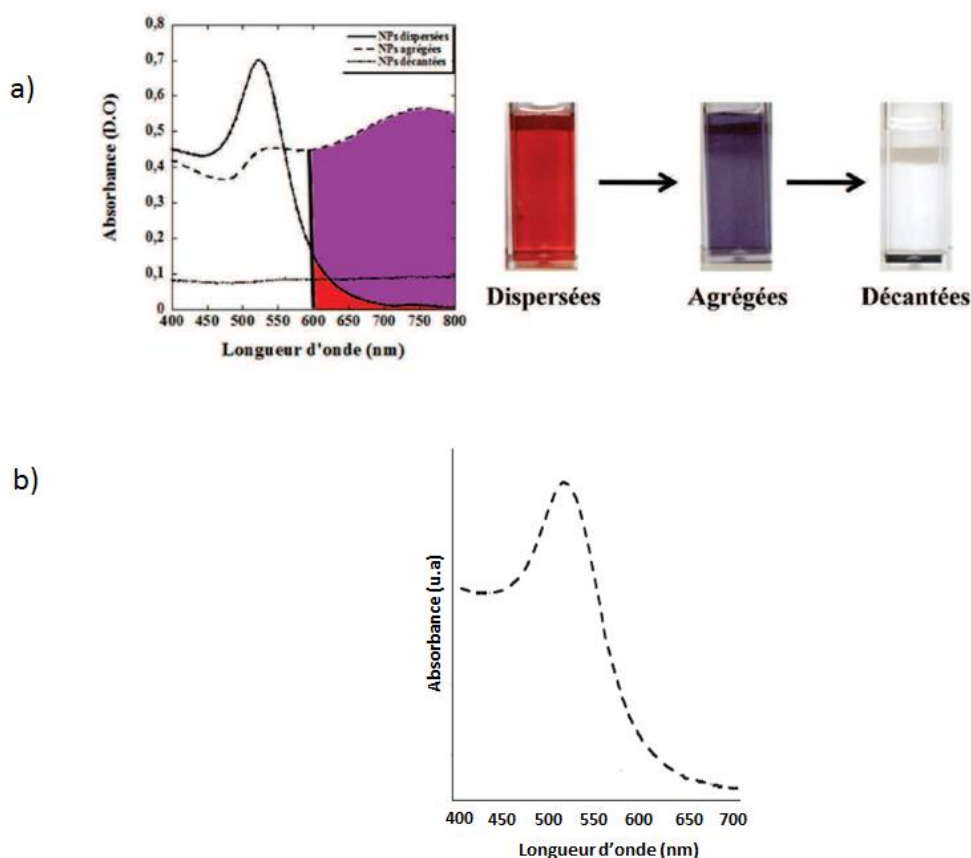 a)
Absorbance (D.O)
0,8
0,7
0,6
0,5
0,4
0,3
0,2
0,1
0
NPs dispersées
NPs agrégées
NPs décantées
400 450 500 550 600 650 700 750 800
Longueur d'onde (nm)
Dispersées
Agrégées
Décantées
b)
Absorbance (u.a)
400 450 500 550 600 650 700
Longueur d'onde (nm)